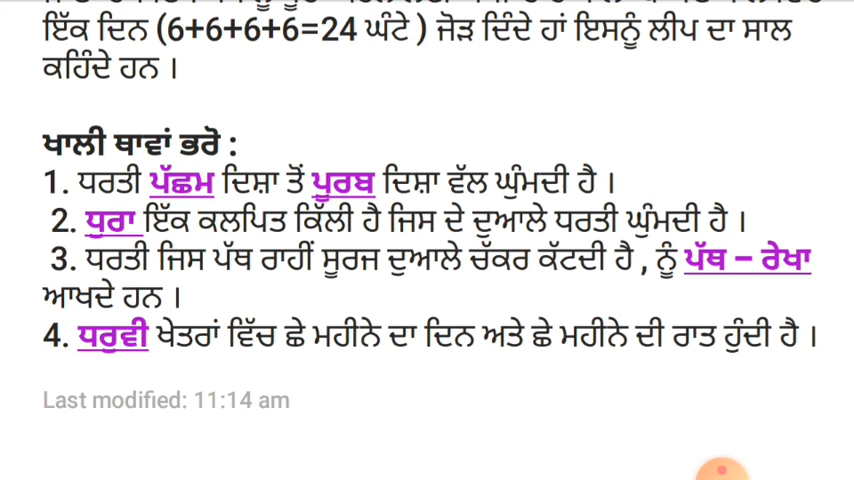 ਇੱਕ ਦਿਨ (6+6+6+6=24 ਘੰਟੇ ) ਜੋੜ ਦਿੰਦੇ ਹਾਂ ਇਸਨੂੰ ਲੀਪ ਦਾ ਸਾਲ
ਕਹਿੰਦੇ ਹਨ ।
ਖਾਲੀ ਥਾਵਾਂ ਭਰੋ :
1. ਧਰਤੀ ਪੱਛਮ ਦਿਸ਼ਾ ਤੋਂ ਪੂਰਬ ਦਿਸ਼ਾ ਵੱਲ ਘੁੰਮਦੀ ਹੈ ।
2. ਧੁਰਾ ਇੱਕ ਕਲਪਿਤ ਕਿੱਲੀ ਹੈ ਜਿਸ ਦੇ ਦੁਆਲੇ ਧਰਤੀ ਘੁੰਮਦੀ ਹੈ ।
3. ਧਰਤੀ ਜਿਸ ਪੱਥ ਰਾਹੀਂ ਸੂਰਜ ਦੁਆਲੇ ਚੱਕਰ ਕੱਟਦੀ ਹੈ , ਨੂੰ ਪੱਥ – ਰੇਖਾ
ਆਖਦੇ ਹਨ ।
4. ਧਰੁਵੀ ਖੇਤਰਾਂ ਵਿੱਚ ਛੇ ਮਹੀਨੇ ਦਾ ਦਿਨ ਅਤੇ ਛੇ ਮਹੀਨੇ ਦੀ ਰਾਤ ਹੁੰਦੀ ਹੈ ।
Last modified: 11:14 am